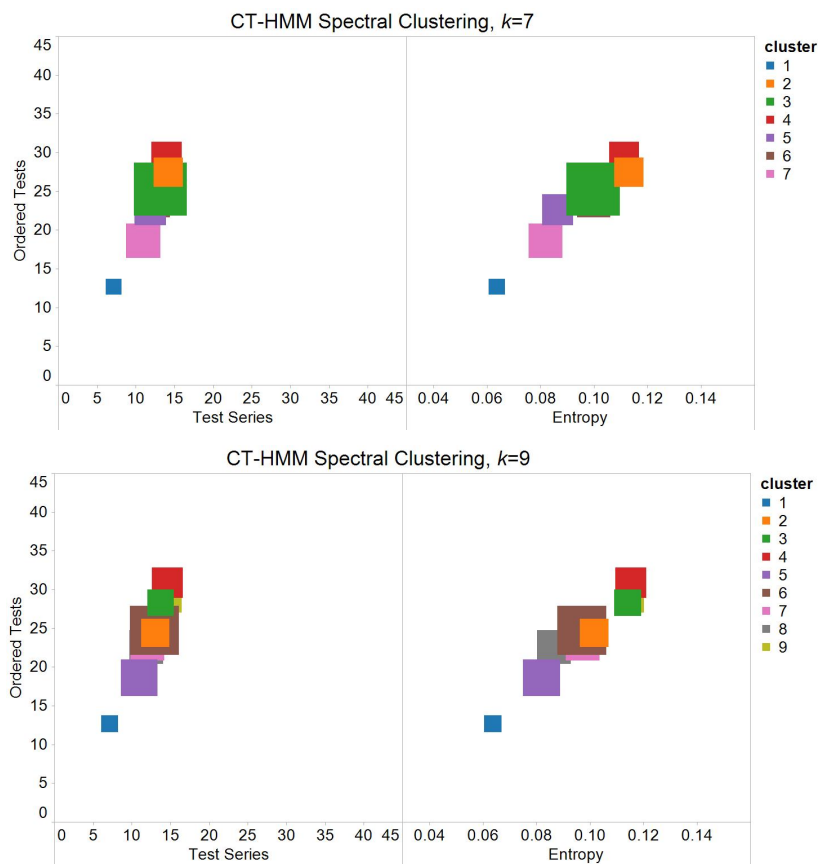 CT-HMM Spectral Clustering, k=7
45
40
35
30
25
20
15
10
5
0
Ordered Tests
0 5 10 15 20 25 30 35 40 45
Test Series
0.04 0.06 0.08 0.10 0.12 0.14
Entropy
cluster
1
2
3
4
5
6
7
CT-HMM Spectral Clustering, k=9
45
40
35
30
25
20
15
10
5
0
Ordered Tests
0 5 10 15 20 25 30 35 40 45
Test Series
0.04 0.06 0.08 0.10 0.12 0.14
Entropy
cluster
1
2
3
4
5
6
7
8
9